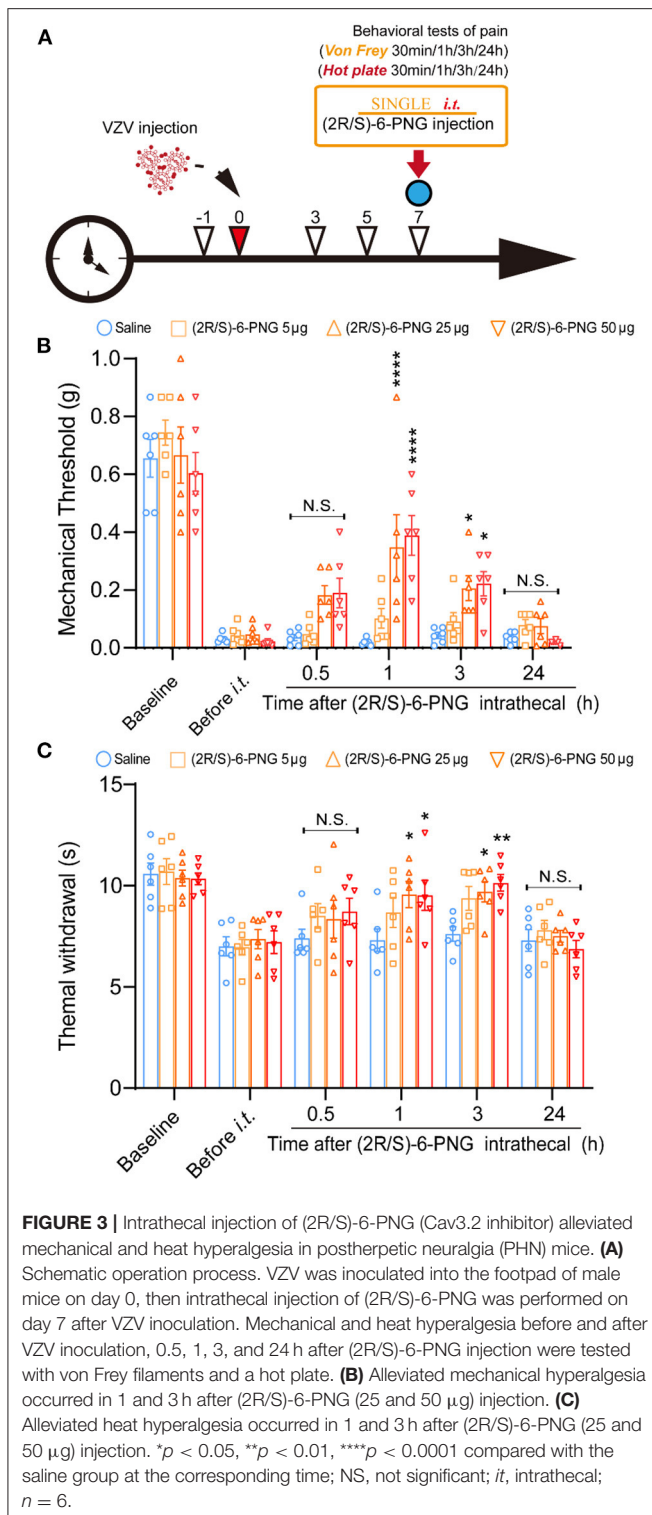 A
Behavioral tests of pain
(Von Frey 30min/1h/3h/24h)
(Hot plate 30min/1h/3h/24h)
SINGLE i.t.
(2R/S)-6-PNG injection
VZV injection
-1 0 3 5 7
Saline (2R/S)-6-PNG 5μg (2R/S)-6-PNG 25μg (2R/S)-6-PNG 50μg
B
Mechanical Threshold (g)
1.0
0.8
0.6
0.4
0.2
0.0
N.S.
****
****
*
*
N.S.
Baseline
Before i.t.
0.5 1 3 24
Time after (2R/S)-6-PNG intrathecal (h)
C
Saline (2R/S)-6-PNG 5μg (2R/S)-6-PNG 25μg (2R/S)-6-PNG 50μg
Themal withdrawal (s)
15
10
5
0
N.S.
*
*
*
**
N.S.
Baseline
Before i.t.
0.5 1 3 24
Time after (2R/S)-6-PNG intrathecal (h)
FIGURE 3 | Intrathecal injection of (2R/S)-6-PNG (Cav3.2 inhibitor) alleviated
mechanical and heat hyperalgesia in postherpetic neuralgia (PHN) mice. (A)
Schematic operation process. VZV was inoculated into the footpad of male
mice on day 0, then intrathecal injection of (2R/S)-6-PNG was performed on
day 7 after VZV inoculation. Mechanical and heat hyperalgesia before and after
VZV inoculation, 0.5, 1, 3, and 24 h after (2R/S)-6-PNG injection were tested
with von Frey filaments and a hot plate. (B) Alleviated mechanical hyperalgesia
occurred in 1 and 3 h after (2R/S)-6-PNG (25 and 50 μg) injection. (C)
Alleviated heat hyperalgesia occurred in 1 and 3 h after (2R/S)-6-PNG (25 and
50 μg) injection. *p < 0.05, **p < 0.01, ****p < 0.0001 compared with the
saline group at the corresponding time; NS, not significant; it, intrathecal;
n = 6.